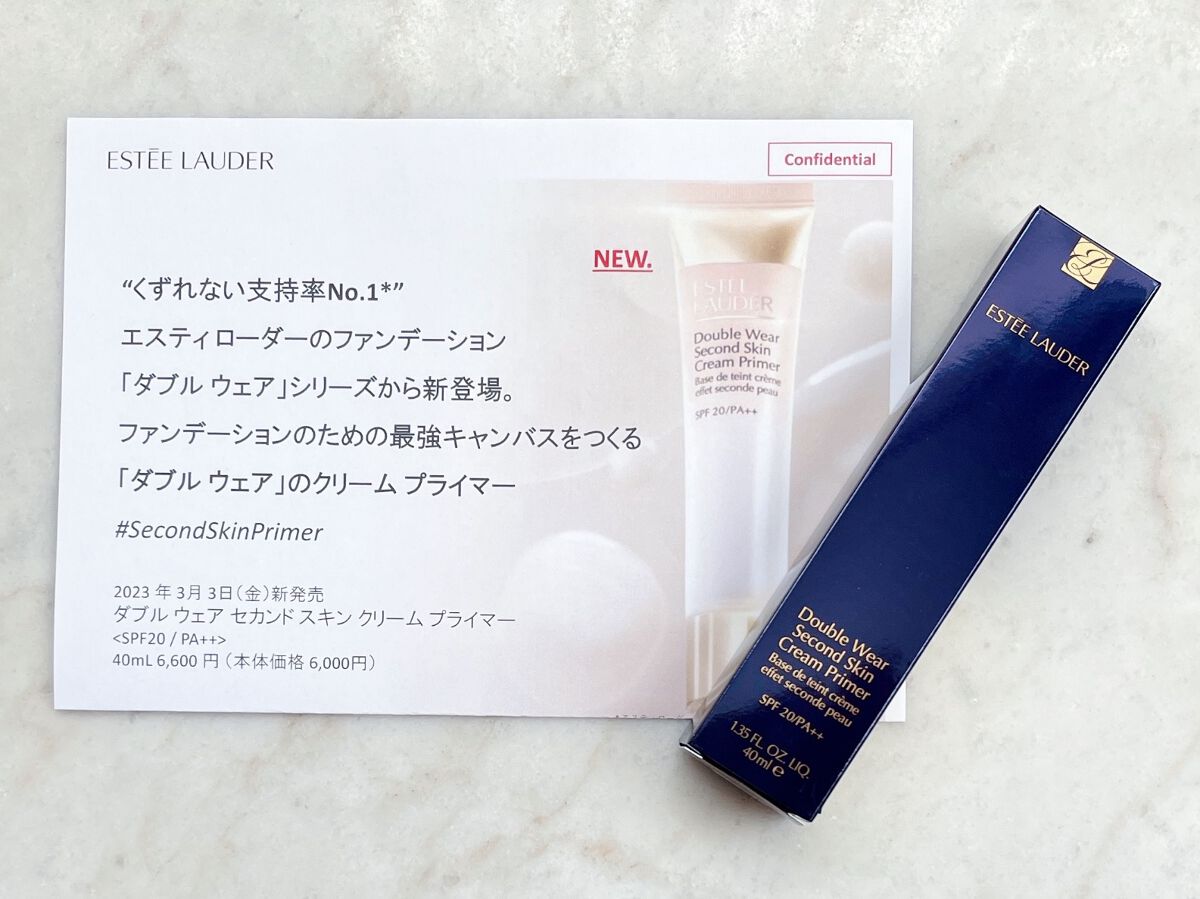 ESTĒE LAUDER
Confidential
NEW.
“くずれない支持率No.1*”
エスティローダーのファンデーション
「ダブル ウェア」シリーズから新登場。
ファンデーションのための最強キャンバスをつくる
「ダブル ウェア」のクリーム プライマー
#SecondSkinPrimer
2023 年 3月 3日(金)新発売
ダブル ウェア セカンド スキン クリーム プライマー
<SPF20 / PA++>
40mL 6,600 円 (本体価格 6,000円)
ESTEE
LAUDER
Double Wear
Second Skin
Cream Primer
Base de teint crème
effet seconde peau
SPF 20/PA++
ESTĒE LAUDER
Double Wear
Second Skin
Cream Primer
Base de teint crème
effet seconde peau
SPF 20/PA++
1.35 FL. OZ. LIQ.
40ml ℮